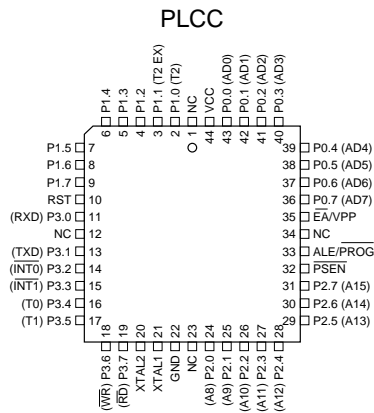 PLCC
P1.4
P1.3
P1.2
P1.1 (T2 EX)
P1.0 (T2)
NC
VCC
P0.0 (AD0)
P0.1 (AD1)
P0.2 (AD2)
P0.3 (AD3)
6
5
4
3
2
1
44
43
42
41
40
P1.5 7
P1.6 8
P1.7 9
RST 10
(RXD) P3.0 11
NC 12
(TXD) P3.1 13
(INT0) P3.2 14
(INT1) P3.3 15
(T0) P3.4 16
(T1) P3.5 17
39 P0.4 (AD4)
38 P0.5 (AD5)
37 P0.6 (AD6)
36 P0.7 (AD7)
35 EA/VPP
34 NC
33 ALE/PROG
32 PSEN
31 P2.7 (A15)
30 P2.6 (A14)
29 P2.5 (A13)
18
19
20
21
22
23
24
25
26
27
28
(WR) P3.6
(RD) P3.7
XTAL2
XTAL1
GND
NC
(A8) P2.0
(A9) P2.1
(A10) P2.2
(A11) P2.3
(A12) P2.4